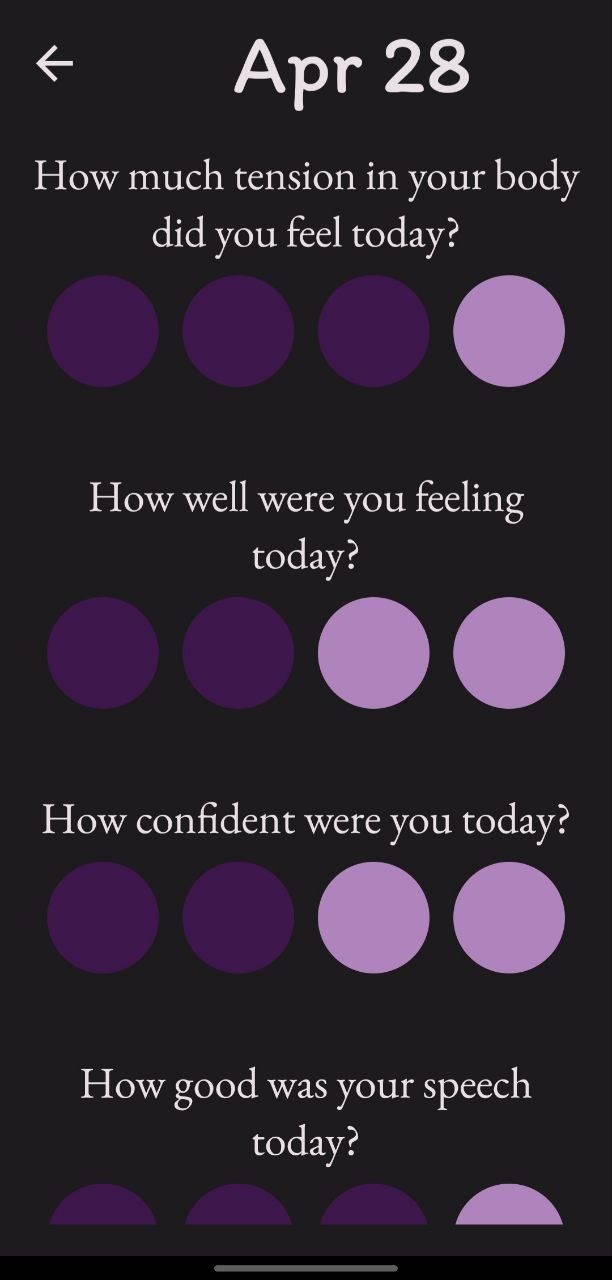 Apr 28
How much tension in your body
did you feel today?
How well were you feeling
today?
How confident were you today?
How good was your speech
today?